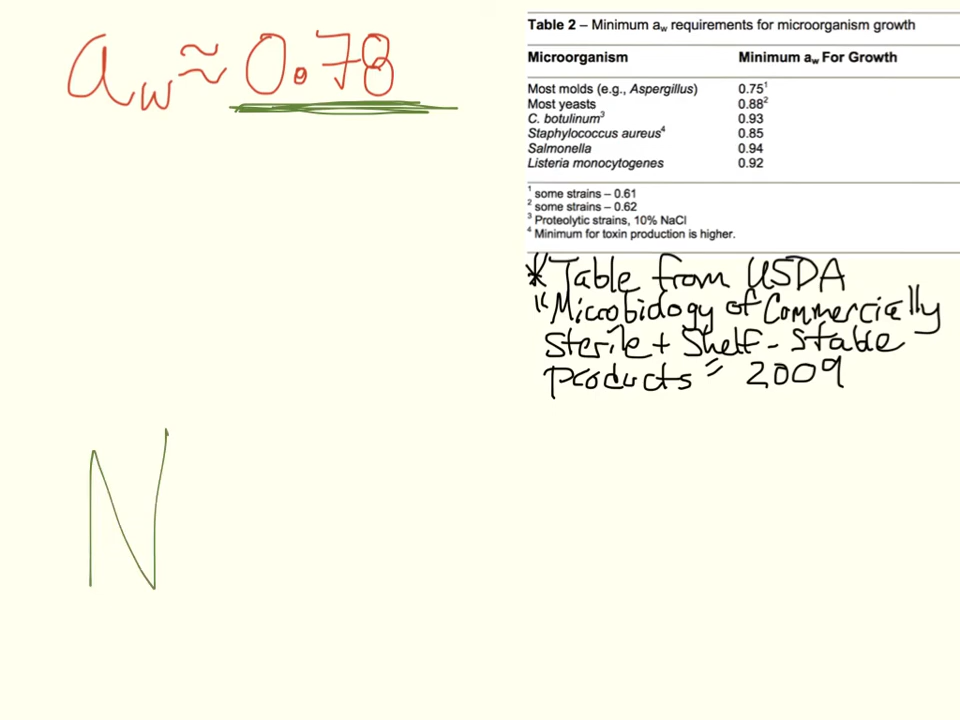 a_w ≈ 0.78
Table 2 – Minimum a_w requirements for microorganism growth
Microorganism Minimum a_w For Growth
Most molds (e.g., Aspergillus) 0.75¹
Most yeasts 0.88²
C. botulinum³ 0.93
Staphylococcus aureus⁴ 0.85
Salmonella 0.94
Listeria monocytogenes 0.92
¹ some strains – 0.61
² some strains – 0.62
³ Proteolytic strains, 10% NaCl
⁴ Minimum for toxin production is higher.
* Table from USDA
"Microbiology of Commercially
Sterile + Shelf-Stable
Products" 2009
N